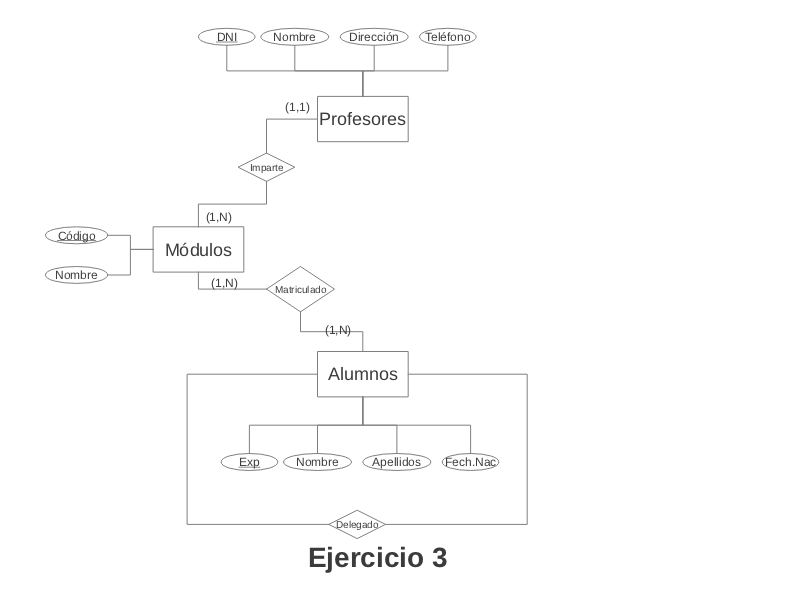 DNI Nombre Dirección Teléfono
(1,1)
Profesores
Imparte
(1,N)
Código
Módulos
Nombre
(1,N)
Matriculado
(1,N)
Alumnos
Exp Nombre Apellidos Fech.Nac
Delegado
Ejercicio 3